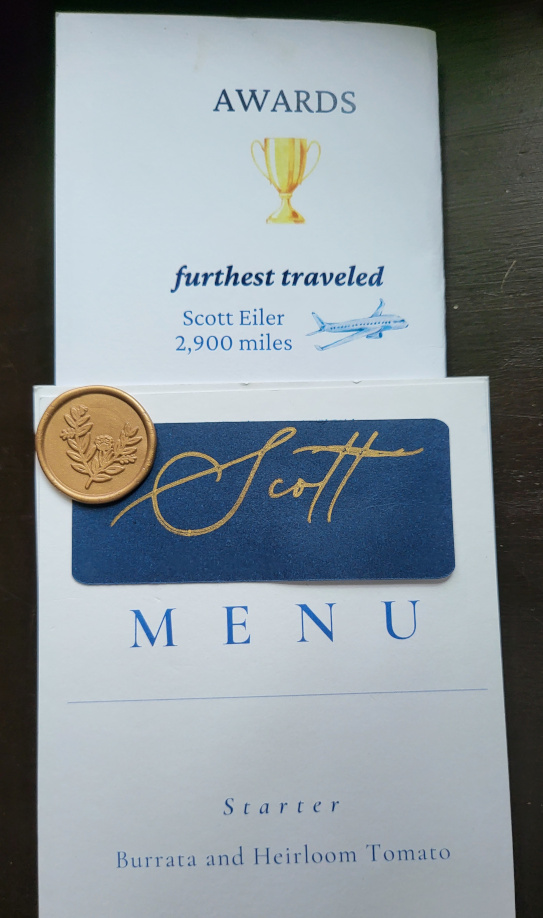 AWARDS
furthest traveled
Scott Eiler
2,900 miles
Scott
MENU
Starter
Burrata and Heirloom Tomato